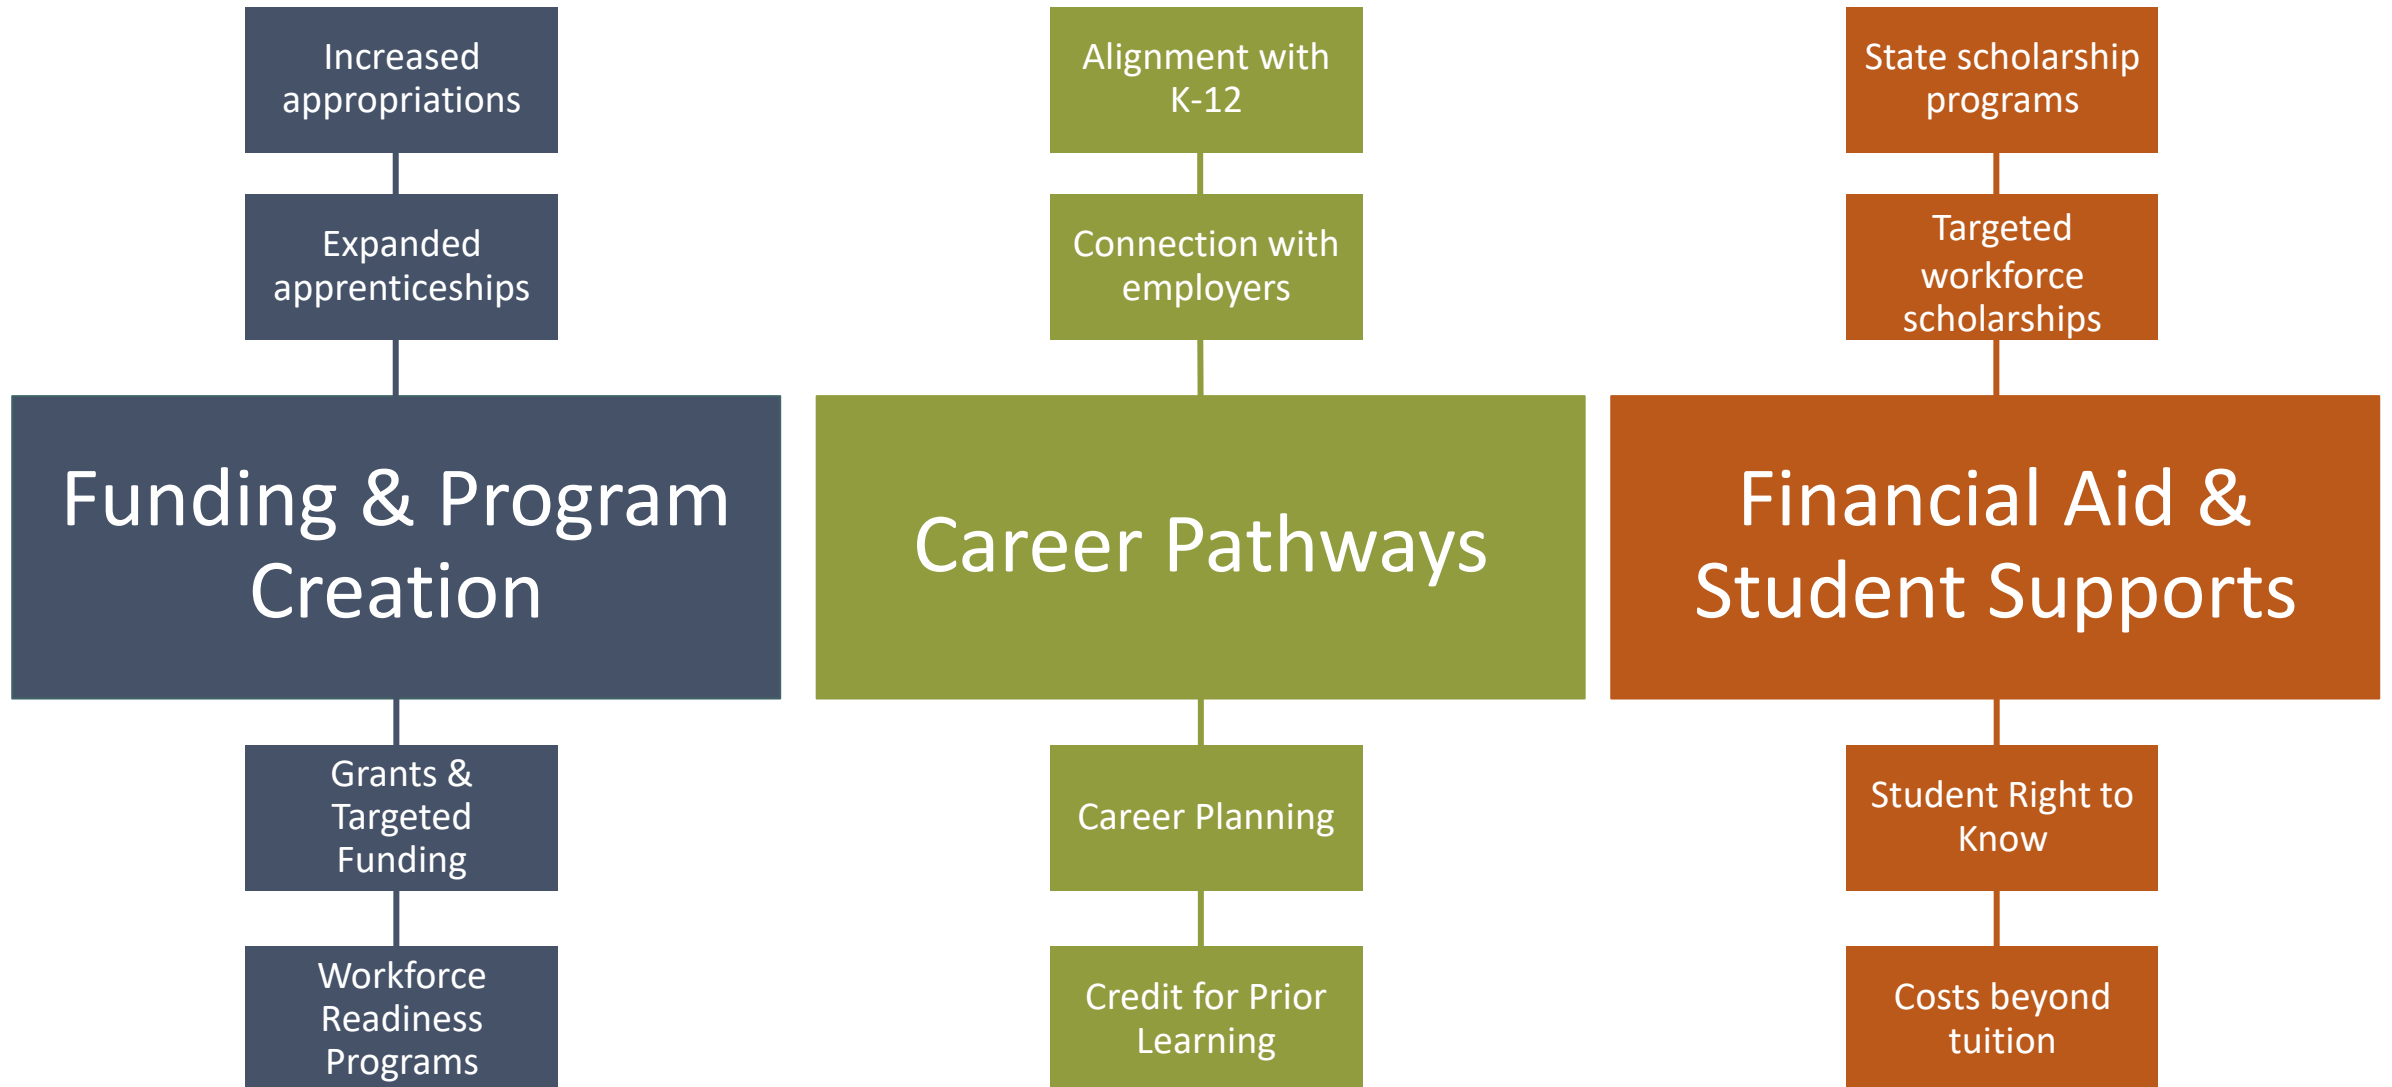 Increased
appropriations
Expanded
apprenticeships
Funding & Program
Creation
Grants &
Targeted
Funding
Workforce
Readiness
Programs
Alignment with
K-12
Connection with
employers
Career Pathways
Career Planning
Credit for Prior
Learning
State scholarship
programs
Targeted
workforce
scholarships
Financial Aid &
Student Supports
Student Right to
Know
Costs beyond
tuition